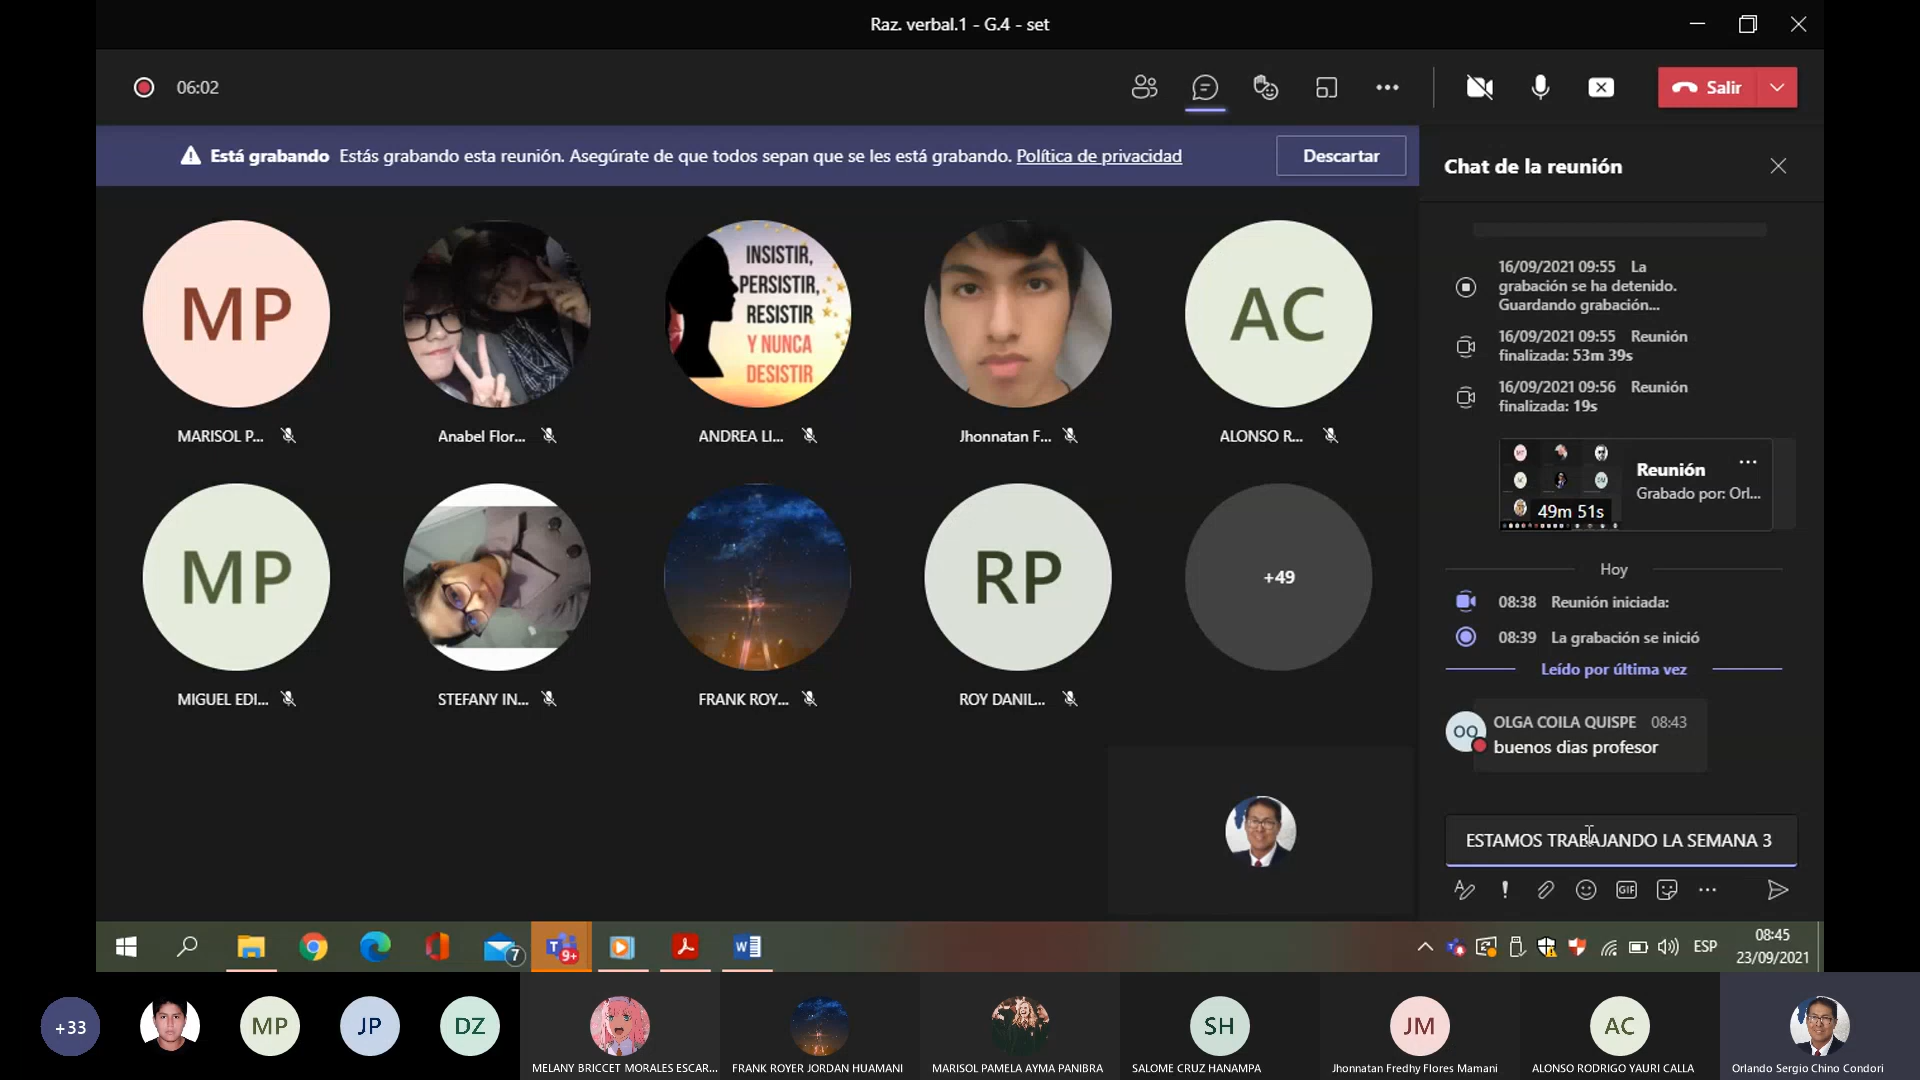 Raz. verbal.1 - G.4 - set
06:02
Salir
Está grabando Estás grabando esta reunión. Asegúrate de que todos sepan que se les está grabando. Política de privacidad
Descartar
MP
INSISTIR,
PERSISTIR,
RESISTIR
Y NUNCA
DESISTIR
AC
MARISOL P...
Anabel Flor...
ANDREA LI...
Jhonnatan F...
ALONSO R...
MP
RP
+49
MIGUEL EDI...
STEFANY IN...
FRANK ROY...
ROY DANIL...
Chat de la reunión
16/09/2021 09:55 La
grabación se ha detenido.
Guardando grabación...
16/09/2021 09:55 Reunión
finalizada: 53m 39s
16/09/2021 09:56 Reunión
finalizada: 19s
Reunión
Grabado por: Orl...
49m 51s
Hoy
08:38 Reunión iniciada:
08:39 La grabación se inició
Leído por última vez
OQ
OLGA COILA QUISPE 08:43
buenos dias profesor
ESTAMOS TRABAJANDO LA SEMANA 3
GIF
7
9+
ESP
08:45
23/09/2021
+33
MP
JP
DZ
SH
JM
AC
MELANY BRICCET MORALES ESCAR...
FRANK ROYER JORDAN HUAMANI
MARISOL PAMELA AYMA PANIBRA
SALOME CRUZ HANAMPA
Jhonnatan Fredhy Flores Mamani
ALONSO RODRIGO YAURI CALLA
Orlando Sergio Chino Condori